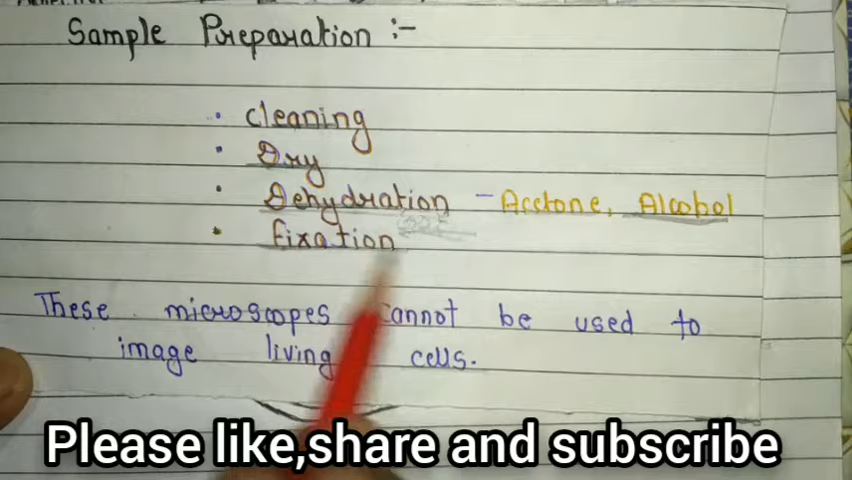 Sample Preparation :-
• cleaning
• Dry
• Dehydration - Acetone, Alcohol
• fixation
These microscopes cannot be used to
image living cells.
Please like,share and subscribe